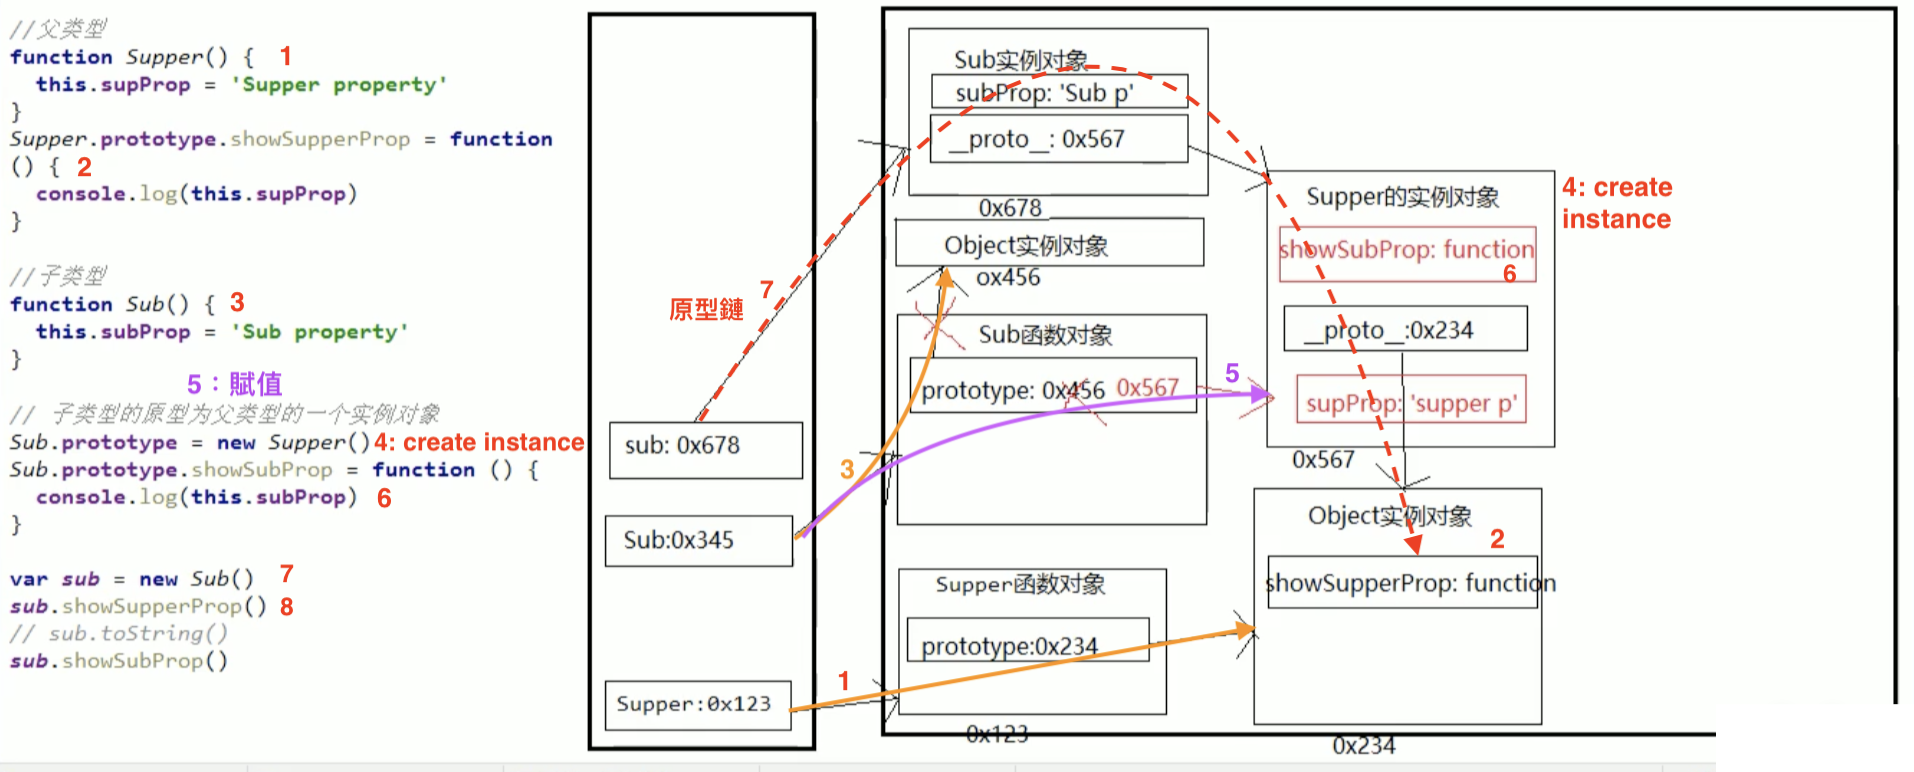 //父类型
function Supper() { 1
this.supProp = 'Supper property'
}
Supper.prototype.showSupperProp = function
() { 2
console.log(this.supProp)
}
//子类型
function Sub() { 3
this.subProp = 'Sub property'
}
5：賦值
// 子类型的原型为父类型的一个实例对象
Sub.prototype = new Supper() 4: create instance
Sub.prototype.showSubProp = function () {
console.log(this.subProp) 6
}
var sub = new Sub() 7
sub.showSupperProp() 8
// sub.toString()
sub.showSubProp()
原型鏈
7
sub: 0x678
3
Sub:0x345
1
Supper:0x123
Sub实例对象
subProp: 'Sub p'
__proto__: 0x567
0x678
Object实例对象
ox456
Sub函数对象
prototype: 0x456 0x567
5
Supper函数对象
prototype:0x234
0x123
Supper的实例对象
4: create
instance
showSubProp: function
6
__proto__:0x234
supProp: 'supper p'
0x567
Object实例对象
2
showSupperProp: function
0x234